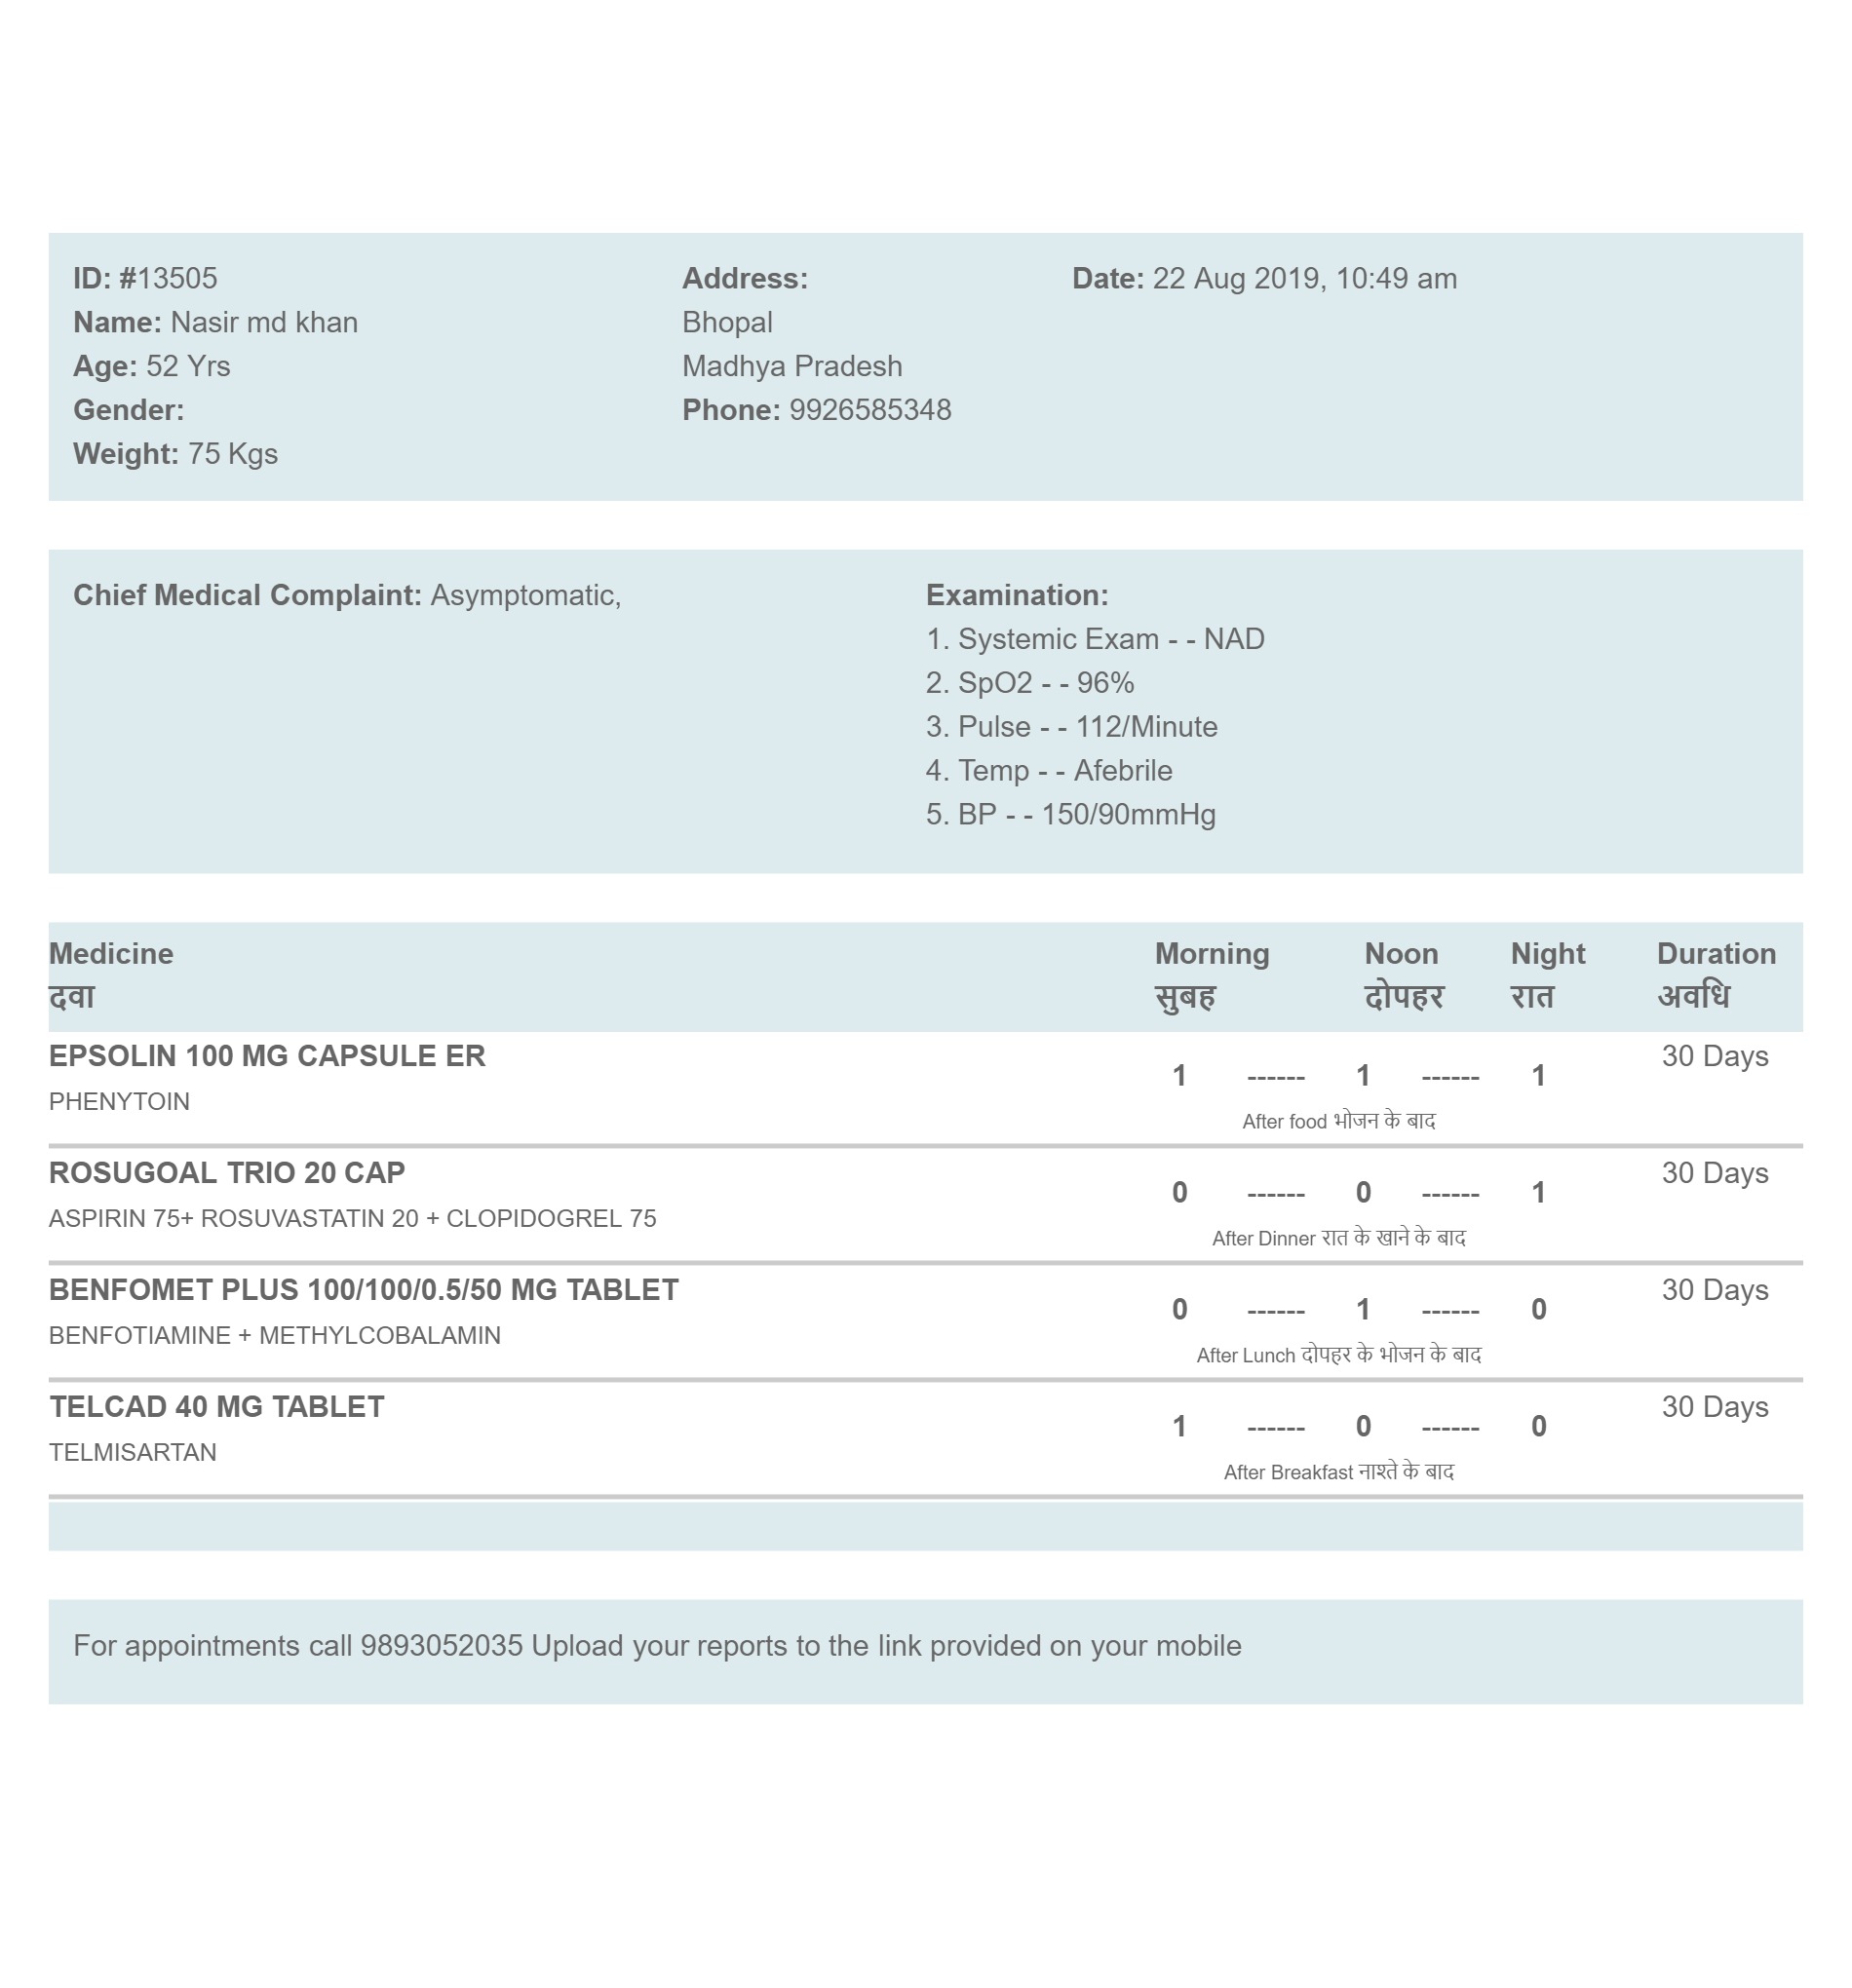 ID: #13505
Name: Nasir md khan
Age: 52 Yrs
Gender:
Weight: 75 Kgs
Address:
Bhopal
Madhya Pradesh
Phone: 9926585348
Date: 22 Aug 2019, 10:49 am
Chief Medical Complaint: Asymptomatic,
Examination:
1. Systemic Exam - - NAD
2. SpO2 - - 96%
3. Pulse - - 112/Minute
4. Temp - - Afebrile
5. BP - - 150/90mmHg
Medicine Morning Noon Night Duration
दवा सुबह दोपहर रात अवधि
EPSOLIN 100 MG CAPSULE ER 30 Days
1 ------ 1 ------ 1
PHENYTOIN
After food भोजन के बाद
ROSUGOAL TRIO 20 CAP 30 Days
0 ------ 0 ------ 1
ASPIRIN 75+ ROSUVASTATIN 20 + CLOPIDOGREL 75
After Dinner रात के खाने के बाद
BENFOMET PLUS 100/100/0.5/50 MG TABLET 30 Days
0 ------ 1 ------ 0
BENFOTIAMINE + METHYLCOBALAMIN
After Lunch दोपहर के भोजन के बाद
TELCAD 40 MG TABLET 30 Days
1 ------ 0 ------ 0
TELMISARTAN
After Breakfast नाश्ते के बाद
For appointments call 9893052035 Upload your reports to the link provided on your mobile